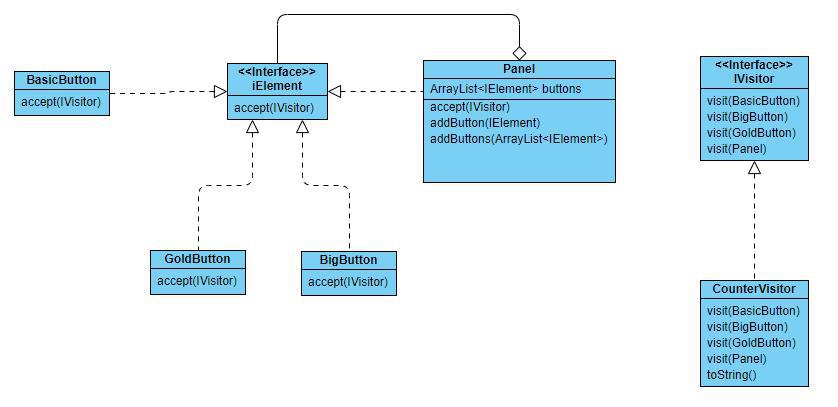 BasicButton
accept(IVisitor)
<<Interface>>
iElement
accept(IVisitor)
Panel
ArrayList<IElement> buttons
accept(IVisitor)
addButton(IElement)
addButtons(ArrayList<IElement>)
<<Interface>>
IVisitor
visit(BasicButton)
visit(BigButton)
visit(GoldButton)
visit(Panel)
GoldButton
accept(IVisitor)
BigButton
accept(IVisitor)
CounterVisitor
visit(BasicButton)
visit(BigButton)
visit(GoldButton)
visit(Panel)
toString()